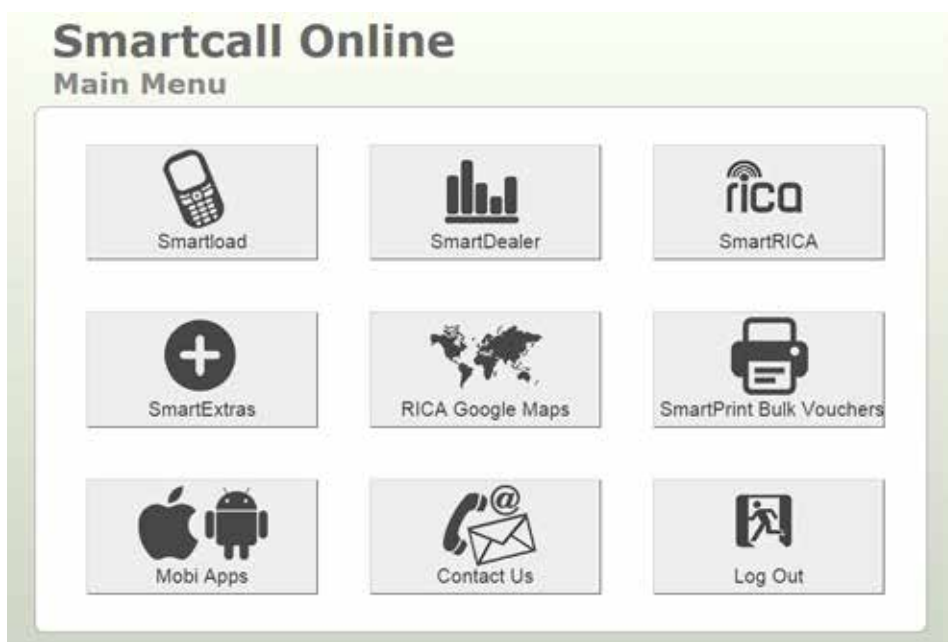 Smartcall Online
Main Menu
Smartload
SmartDealer
rica
SmartRICA
SmartExtras
RICA Google Maps
SmartPrint Bulk Vouchers
@
Mobi Apps
Contact Us
Log Out